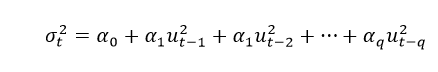 σ_t^2 = α_0 + α_1 u_{t−1}^2 + α_1 u_{t−2}^2 + ⋯ + α_q u_{t−q}^2